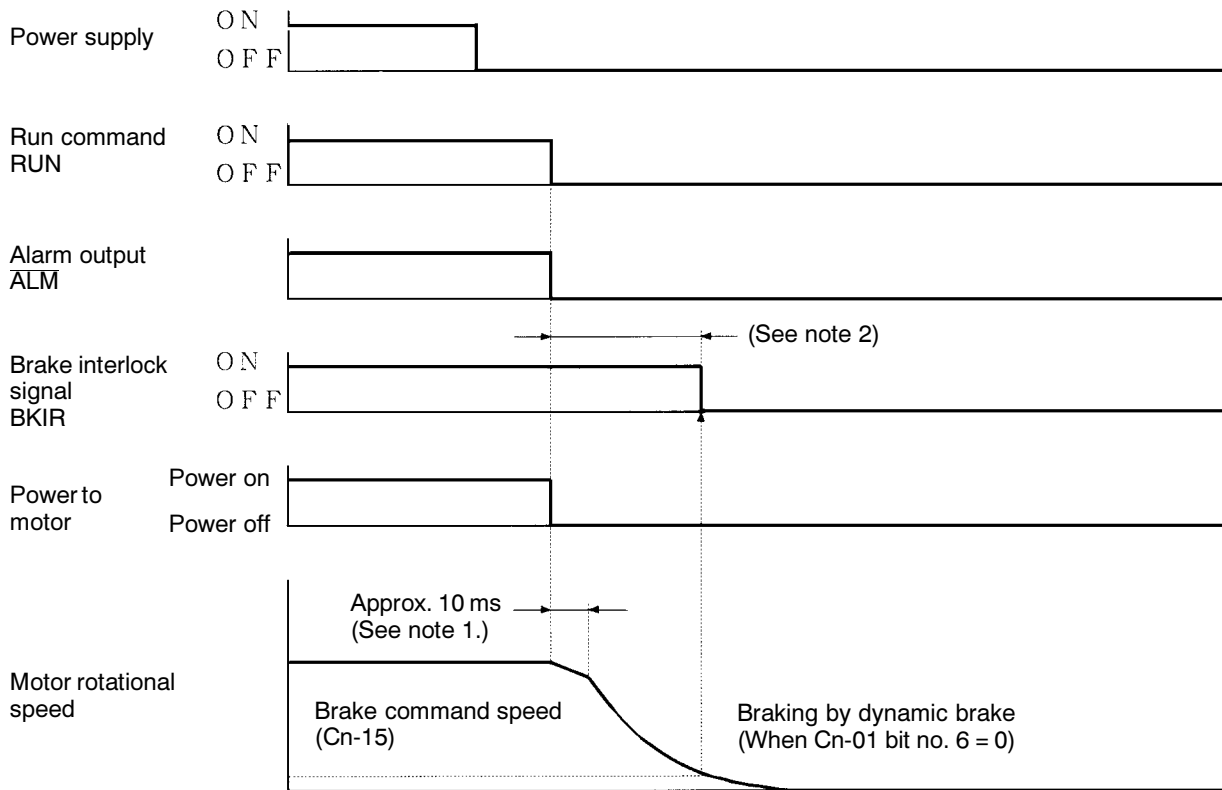 Power supply
ON
OFF
Run command
RUN
ON
OFF
Alarm output
ALM
(See note 2)
Brake interlock
signal
BKIR
ON
OFF
Power to
motor
Power on
Power off
Approx. 10 ms
(See note 1.)
Motor rotational
speed
Brake command speed
(Cn-15)
Braking by dynamic brake
(When Cn-01 bit no. 6 = 0)